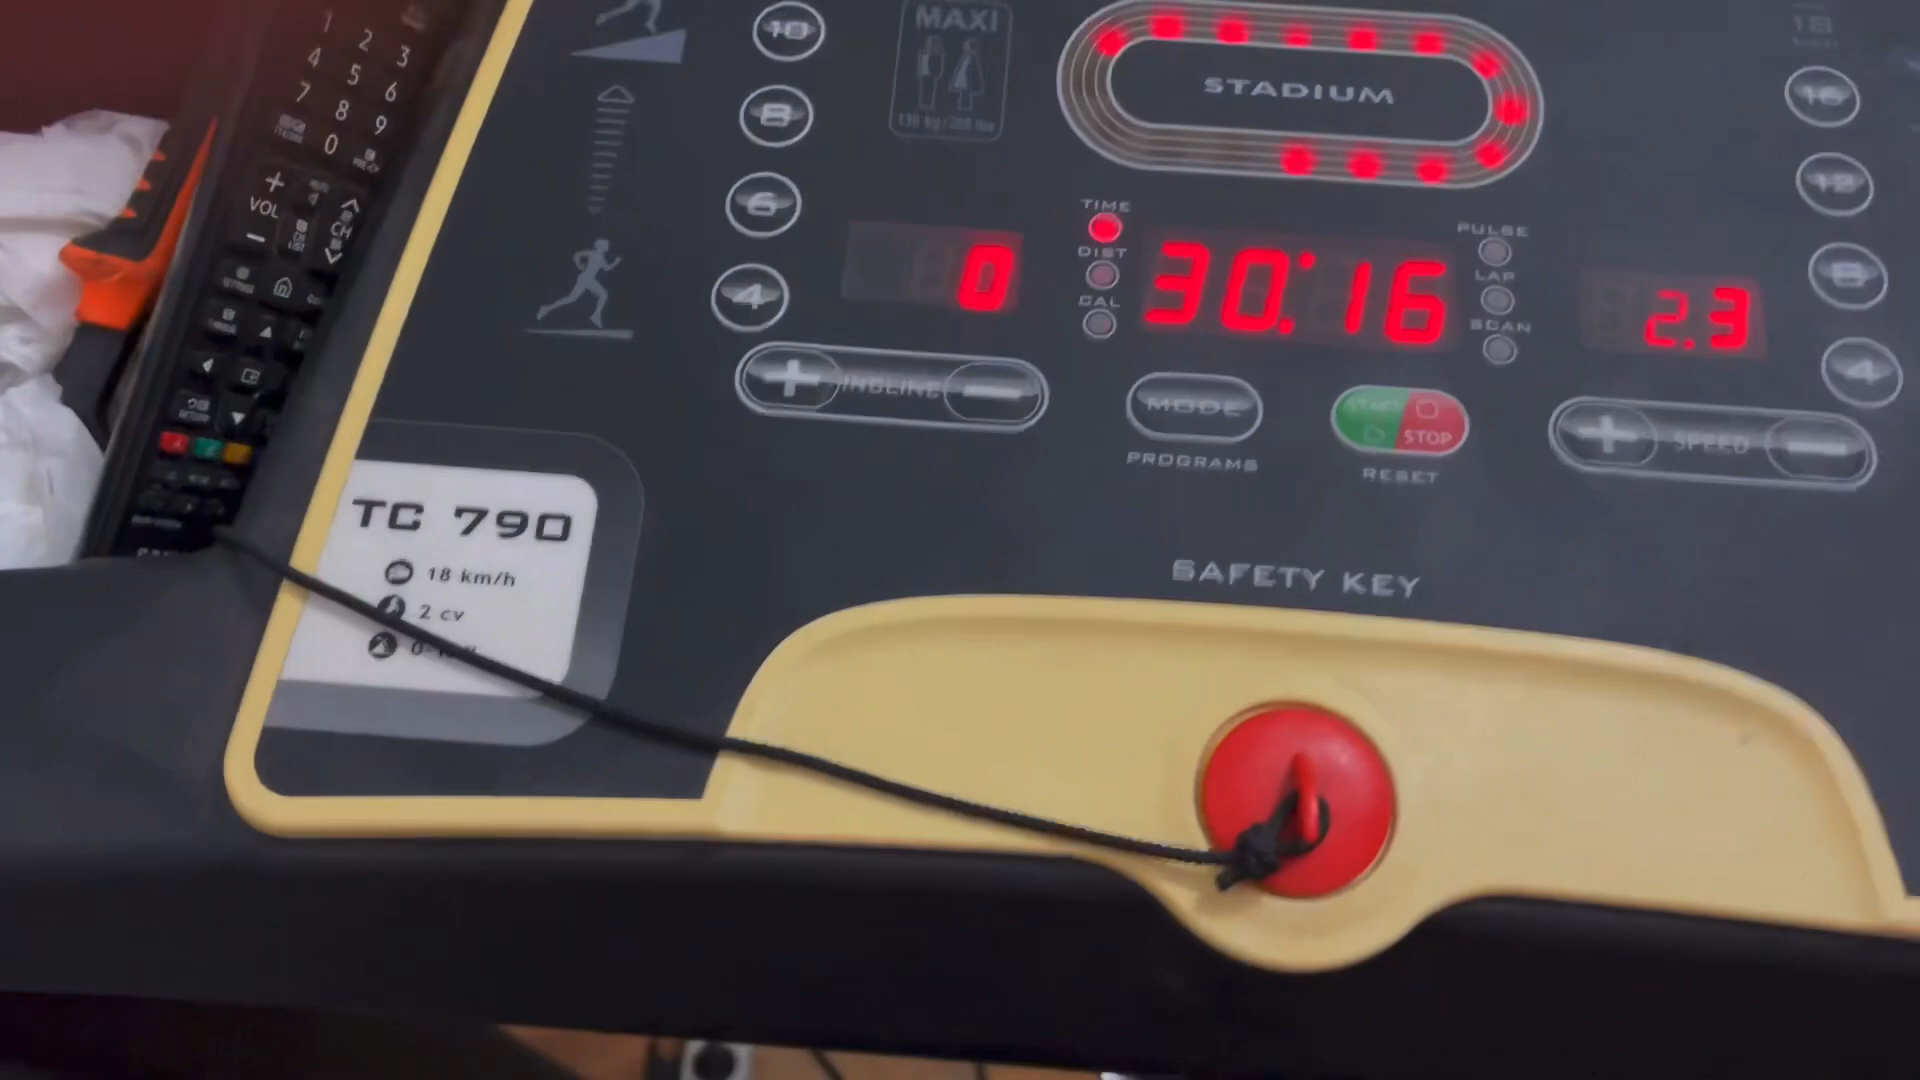 1
2
3
4
5
6
7
8
9
0
+
VOL
−
CH
10
8
6
4
MAXI
STADIUM
16
12
8
4
TIME
DIST
CAL
PULSE
LAP
SCAN
0
30:16
2.3
+ INCLINE −
MODE
PROGRAMS
START
STOP
RESET
+ SPEED −
TC 790
18 km/h
2 cv
SAFETY KEY